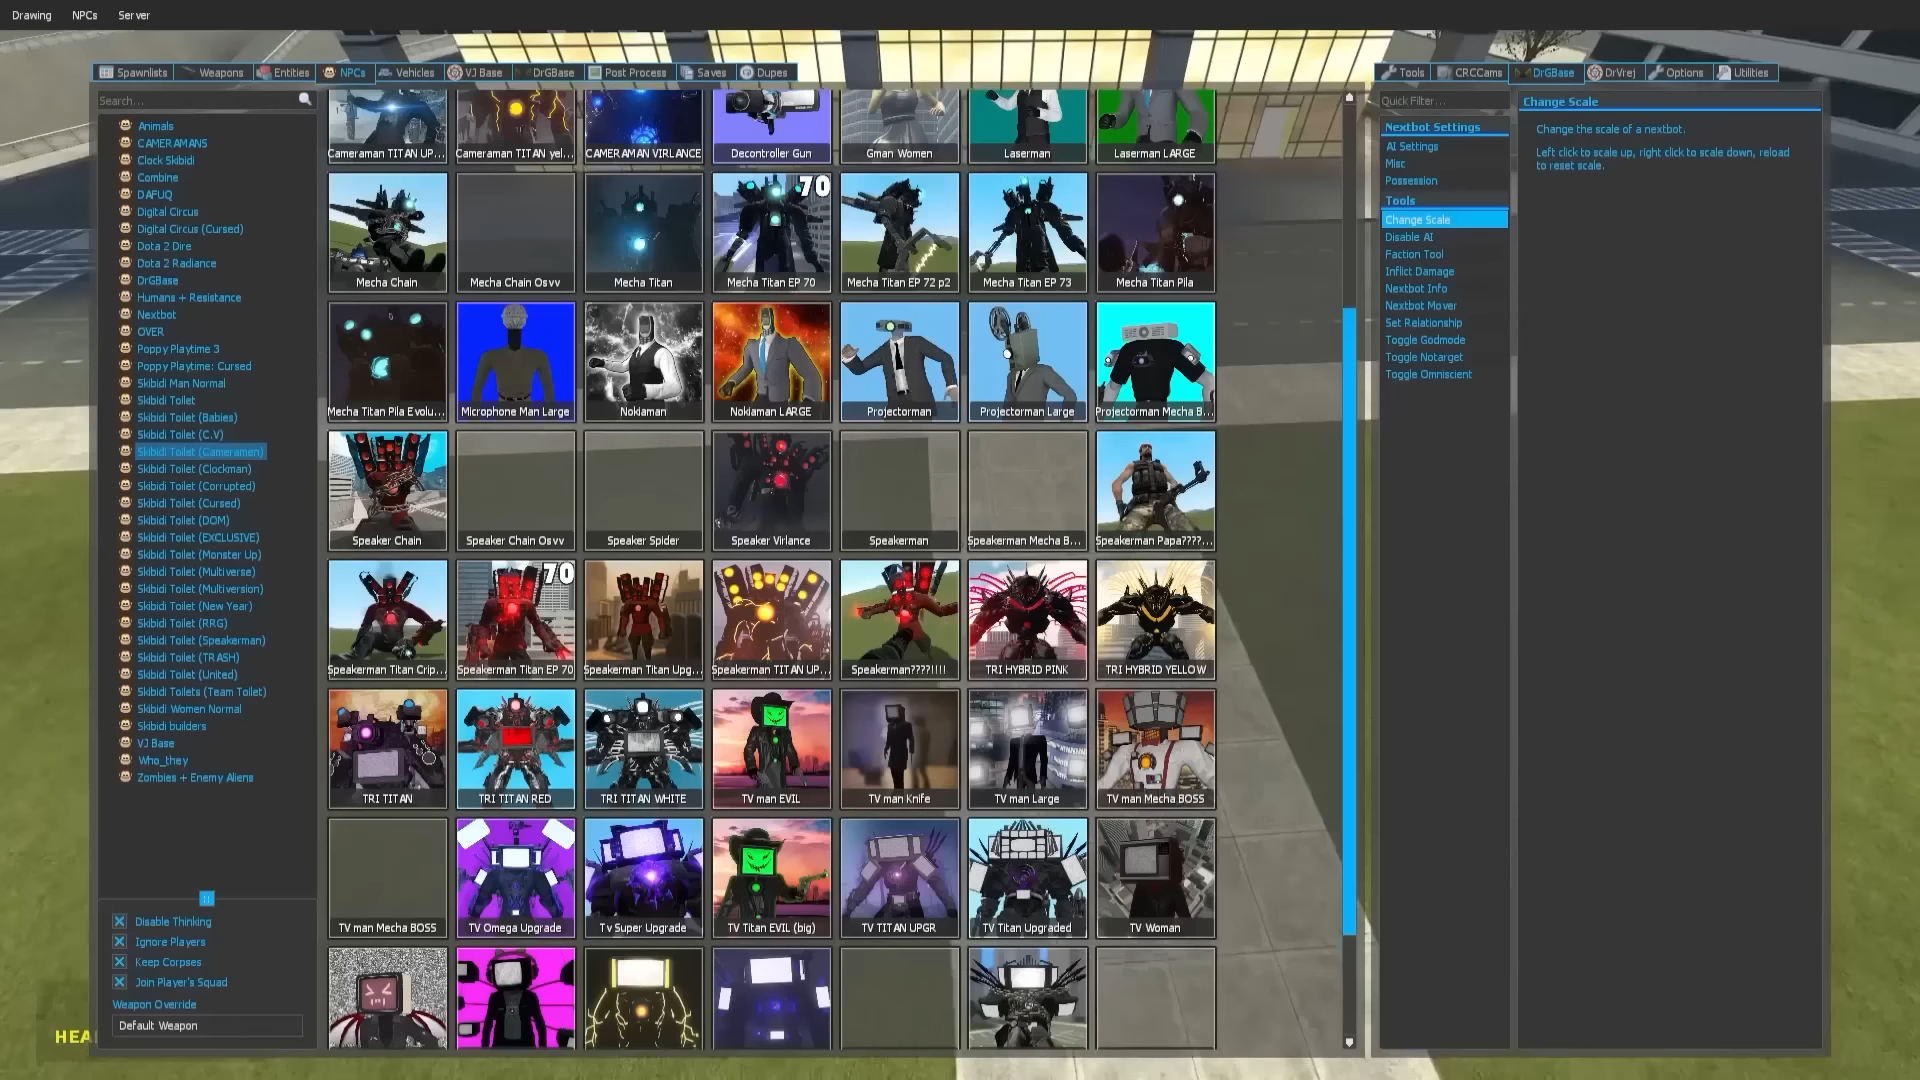 Drawing NPCs Server
Spawnlists Weapons Entities NPCs Vehicles VJ Base DrGBase Post Process Saves Dupes
Tools CRCCams DrGBase DrVrej Options Utilities
Search...
Animals
CAMERAMANS
Clock Skibidi
Combine
DAFUQ
Digital Circus
Digital Circus (Cursed)
Dota 2 Dire
Dota 2 Radiance
DrGBase
Humans + Resistance
Nextbot
OVER
Poppy Playtime 3
Poppy Playtime: Cursed
Skibidi Man Normal
Skibidi Toilet
Skibidi Toilet (Babies)
Skibidi Toilet (C.V)
Skibidi Toilet (Cameramen)
Skibidi Toilet (Clockman)
Skibidi Toilet (Corrupted)
Skibidi Toilet (Cursed)
Skibidi Toilet (DOM)
Skibidi Toilet (EXCLUSIVE)
Skibidi Toilet (Monster Up)
Skibidi Toilet (Multiverse)
Skibidi Toilet (Multiversion)
Skibidi Toilet (New Year)
Skibidi Toilet (RRG)
Skibidi Toilet (Speakerman)
Skibidi Toilet (TRASH)
Skibidi Toilet (United)
Skibidi Toilets (Team Toilet)
Skibidi Women Normal
Skibidi builders
VJ Base
Who_they
Zombies + Enemy Aliens
Disable Thinking
Ignore Players
Keep Corpses
Join Player's Squad
Weapon Override
Default Weapon
HEA
Cameraman TITAN UP... Cameraman TITAN yel... CAMERAMAN VIRLANCE Decontroller Gun Gman Women Laserman Laserman LARGE
70
Mecha Chain Mecha Chain Osvv Mecha Titan Mecha Titan EP 70 Mecha Titan EP 72 p2 Mecha Titan EP 73 Mecha Titan Pila
Mecha Titan Pila Evolu... Microphone Man Large Nokiaman Nokiaman LARGE Projectorman Projectorman Large Projectorman Mecha B...
Speaker Chain Speaker Chain Osvv Speaker Spider Speaker Virlance Speakerman Speakerman Mecha B... Speakerman Papa????...
70
Speakerman Titan Crip... Speakerman Titan EP 70 Speakerman Titan Upg... Speakerman TITAN UP... Speakerman????!!!! TRI HYBRID PINK TRI HYBRID YELLOW
TRI TITAN TRI TITAN RED TRI TITAN WHITE TV man EVIL TV man Knife TV man Large TV man Mecha BOSS
TV man Mecha BOSS TV Omega Upgrade Tv Super Upgrade TV Titan EVIL (big) TV TITAN UPGR TV Titan Upgraded TV Woman
Quick Filter...
Nextbot Settings
AI Settings
Misc
Possession
Tools
Change Scale
Disable AI
Faction Tool
Inflict Damage
Nextbot Info
Nextbot Mover
Set Relationship
Toggle Godmode
Toggle Notarget
Toggle Omniscient
Change Scale
Change the scale of a nextbot.
Left click to scale up, right click to scale down, reload
to reset scale.